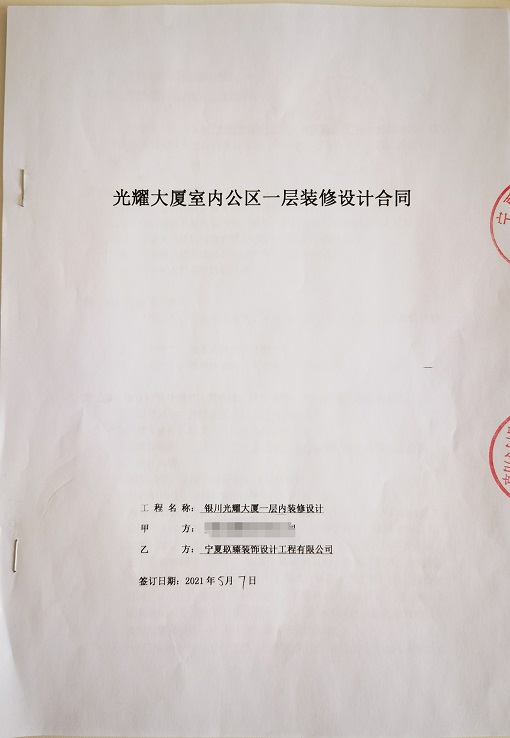 光耀大厦室内公区一层装修设计合同
工 程 名 称：银川光耀大厦一层内装修设计
甲 方：
乙 方：宁夏臤臻装饰设计工程有限公司
签订日期：2021年5月7日